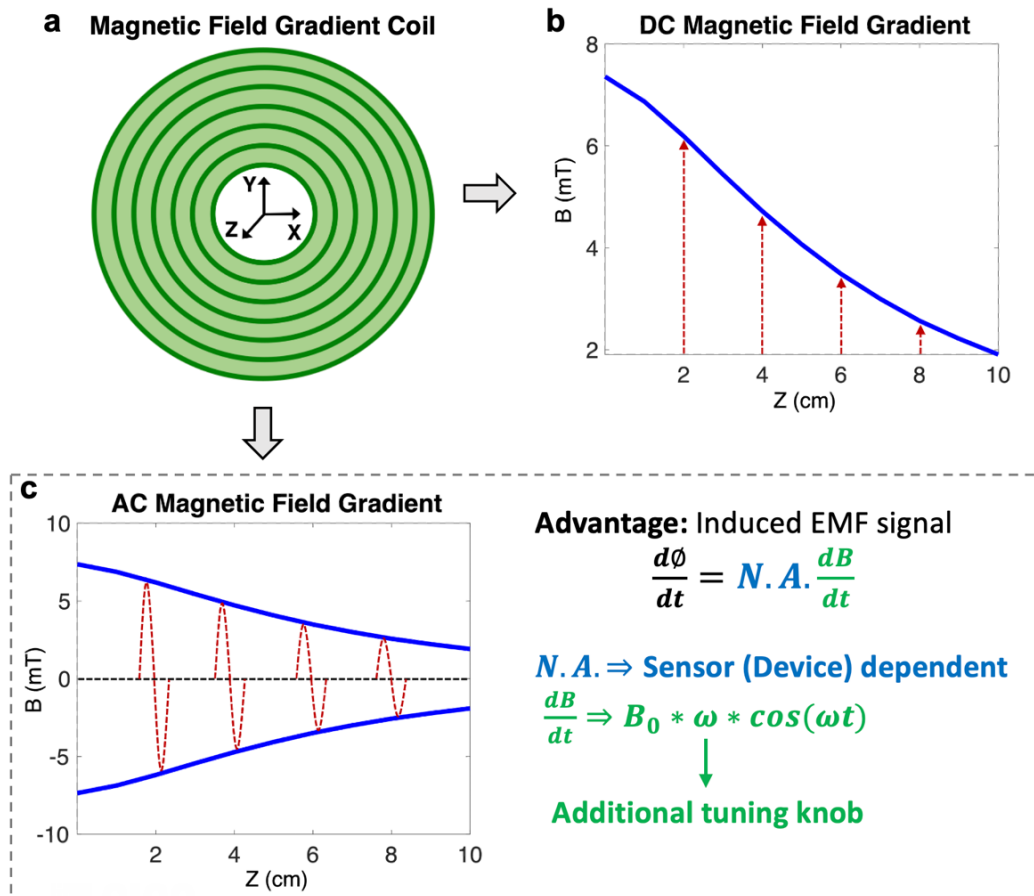 a Magnetic Field Gradient Coil
Y
Z
X
b DC Magnetic Field Gradient
8
6
4
2
B (mT)
2 4 6 8 10
Z (cm)
c AC Magnetic Field Gradient
10
5
0
-5
-10
B (mT)
2 4 6 8 10
Z (cm)
Advantage: Induced EMF signal
dø/dt = N.A. dB/dt
N.A. ⇒ Sensor (Device) dependent
dB/dt ⇒ B₀ * ω * cos(ωt)
Additional tuning knob